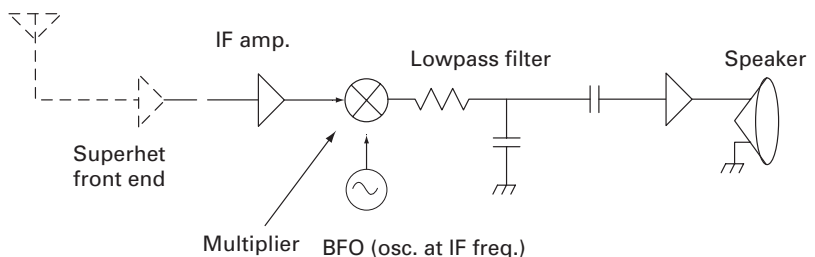 IF amp.
Lowpass filter
Speaker
Superhet
front end
Multiplier
BFO (osc. at IF freq.)